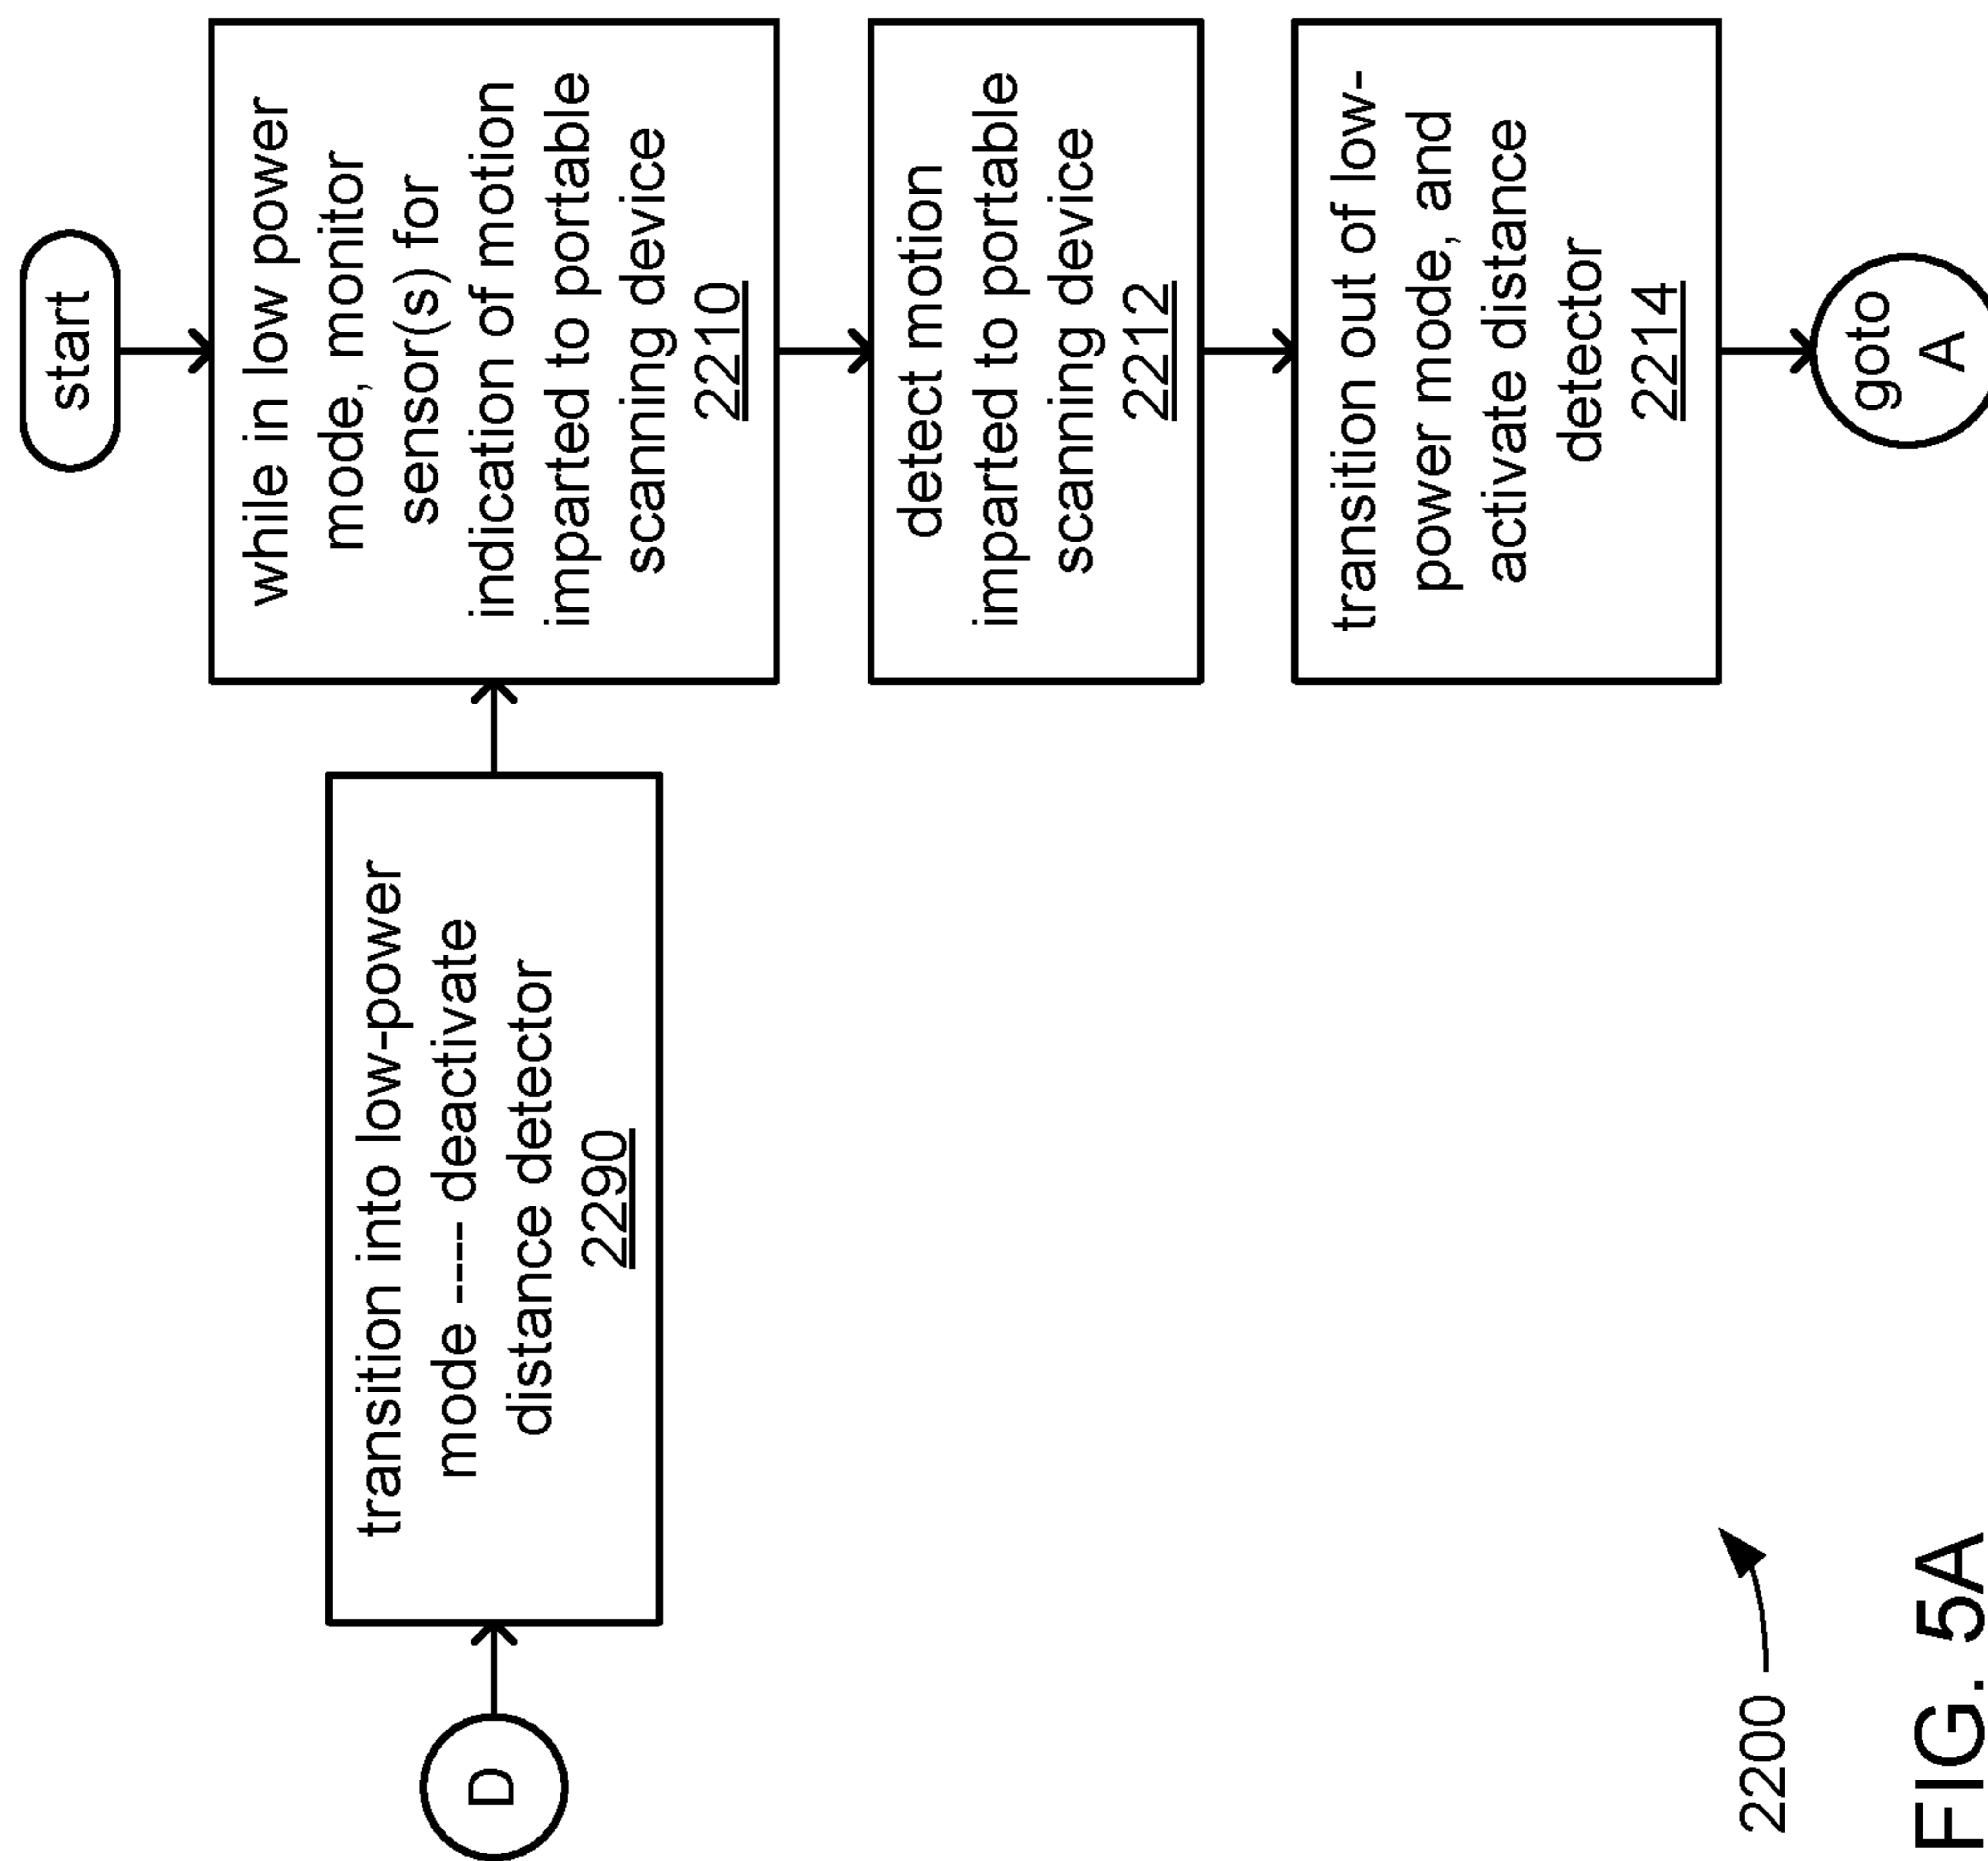 start
while in low power
mode, monitor
sensor(s) for
indication of motion
imparted to portable
scanning device
2210
detect motion
imparted to portable
scanning device
2212
transition out of low-
power mode, and
activate distance
detector
2214
goto
A
D
transition into low-power
mode ---- deactivate
distance detector
2290
2200
FIG. 5A